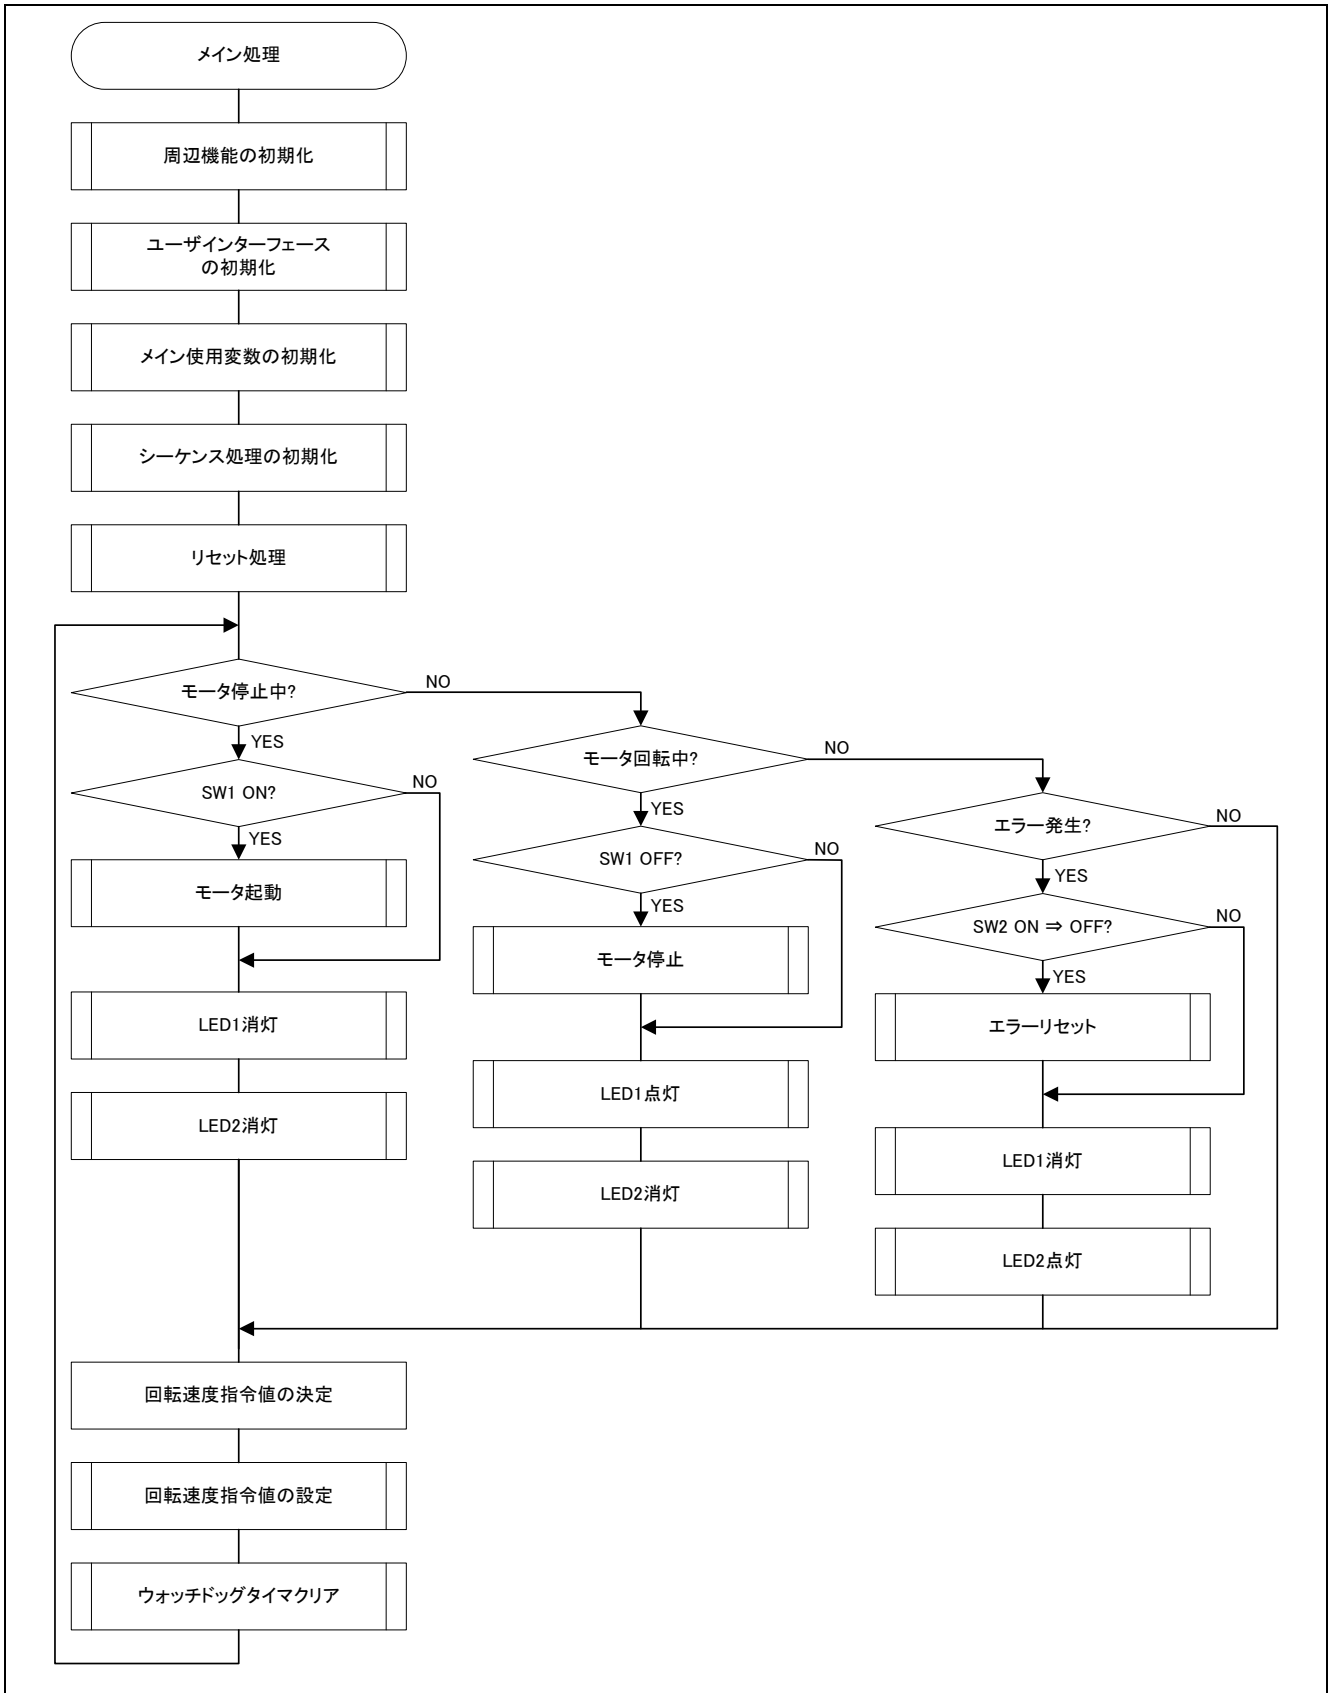 メイン処理
周辺機能の初期化
ユーザインターフェース
の初期化
メイン使用変数の初期化
シーケンス処理の初期化
リセット処理
モータ停止中?
NO
YES
SW1 ON?
NO
YES
モータ起動
LED1消灯
LED2消灯
モータ回転中?
NO
YES
SW1 OFF?
NO
YES
モータ停止
LED1点灯
LED2消灯
エラー発生?
NO
YES
SW2 ON ⇒ OFF?
NO
YES
エラーリセット
LED1消灯
LED2点灯
回転速度指令値の決定
回転速度指令値の設定
ウォッチドッグタイマクリア